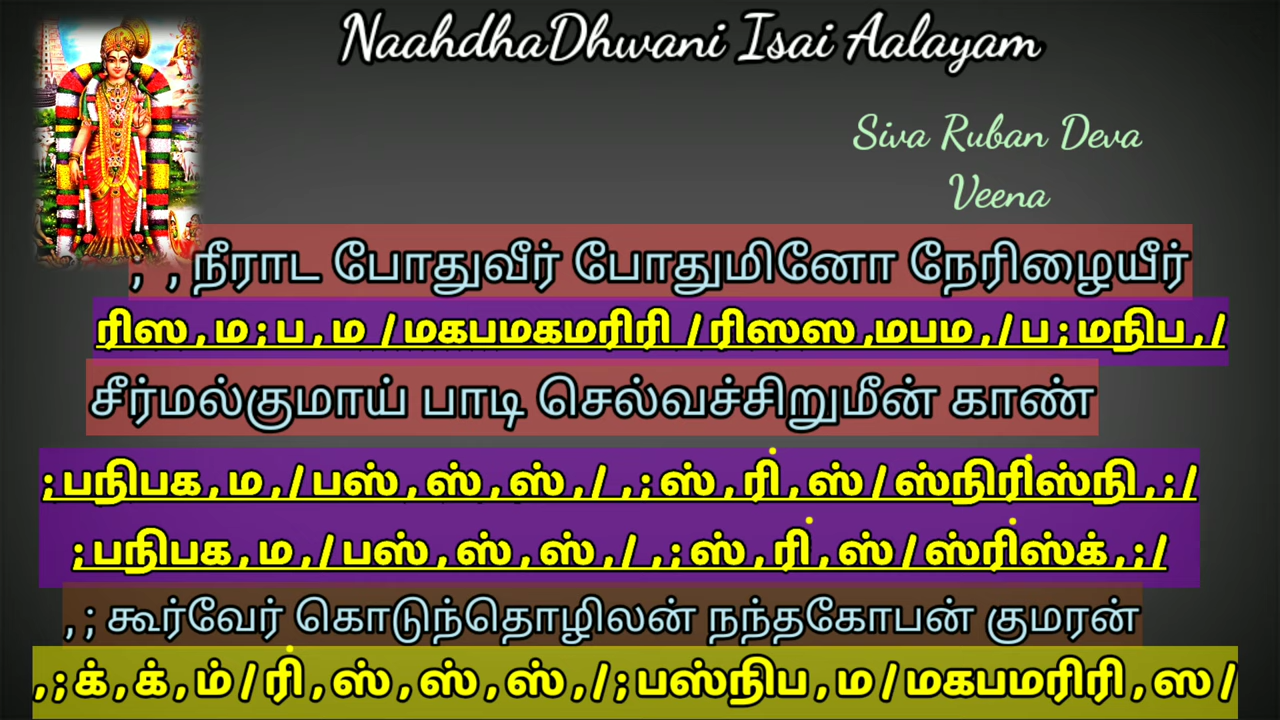 NaahdhaDhwani Isai Aalayam
Siva Ruban Deva
Veena
; , நீராட போதுவீர் போதுமினோ நேரிழையீர்
ரிஸ , ம ; ப , ம / மகபமகமரிரி / ரிஸஸ ,மபம , / ப ; மநிப , /
சீர்மல்குமாய் பாடி செல்வச்சிறுமீன் காண்
; பநிபக , ம , / பஸ் , ஸ் , ஸ் , / , ; ஸ் , ரி் , ஸ் / ஸ்நிரி்ஸ்நி , ; /
; பநிபக , ம , / பஸ் , ஸ் , ஸ் , / , ; ஸ் , ரி் , ஸ் / ஸ்ரி்ஸ்க் , ; /
, ; கூர்வேர் கொடுந்தொழிலன் நந்தகோபன் குமரன்
, ; க் , க் , ம் / ரி் , ஸ் , ஸ் , ஸ் , / ; பஸ்நிப , ம / மகபமரிரி , ஸ /